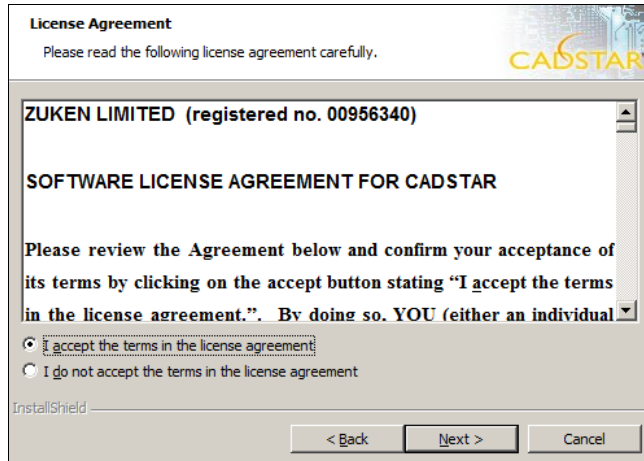 License Agreement
Please read the following license agreement carefully.
CADSTAR
ZUKEN LIMITED (registered no. 00956340)
SOFTWARE LICENSE AGREEMENT FOR CADSTAR
Please review the Agreement below and confirm your acceptance of
its terms by clicking on the accept button stating “I accept the terms
in the license agreement.”. By doing so, YOU (either an individual
I accept the terms in the license agreement
I do not accept the terms in the license agreement
InstallShield
< Back
Next >
Cancel